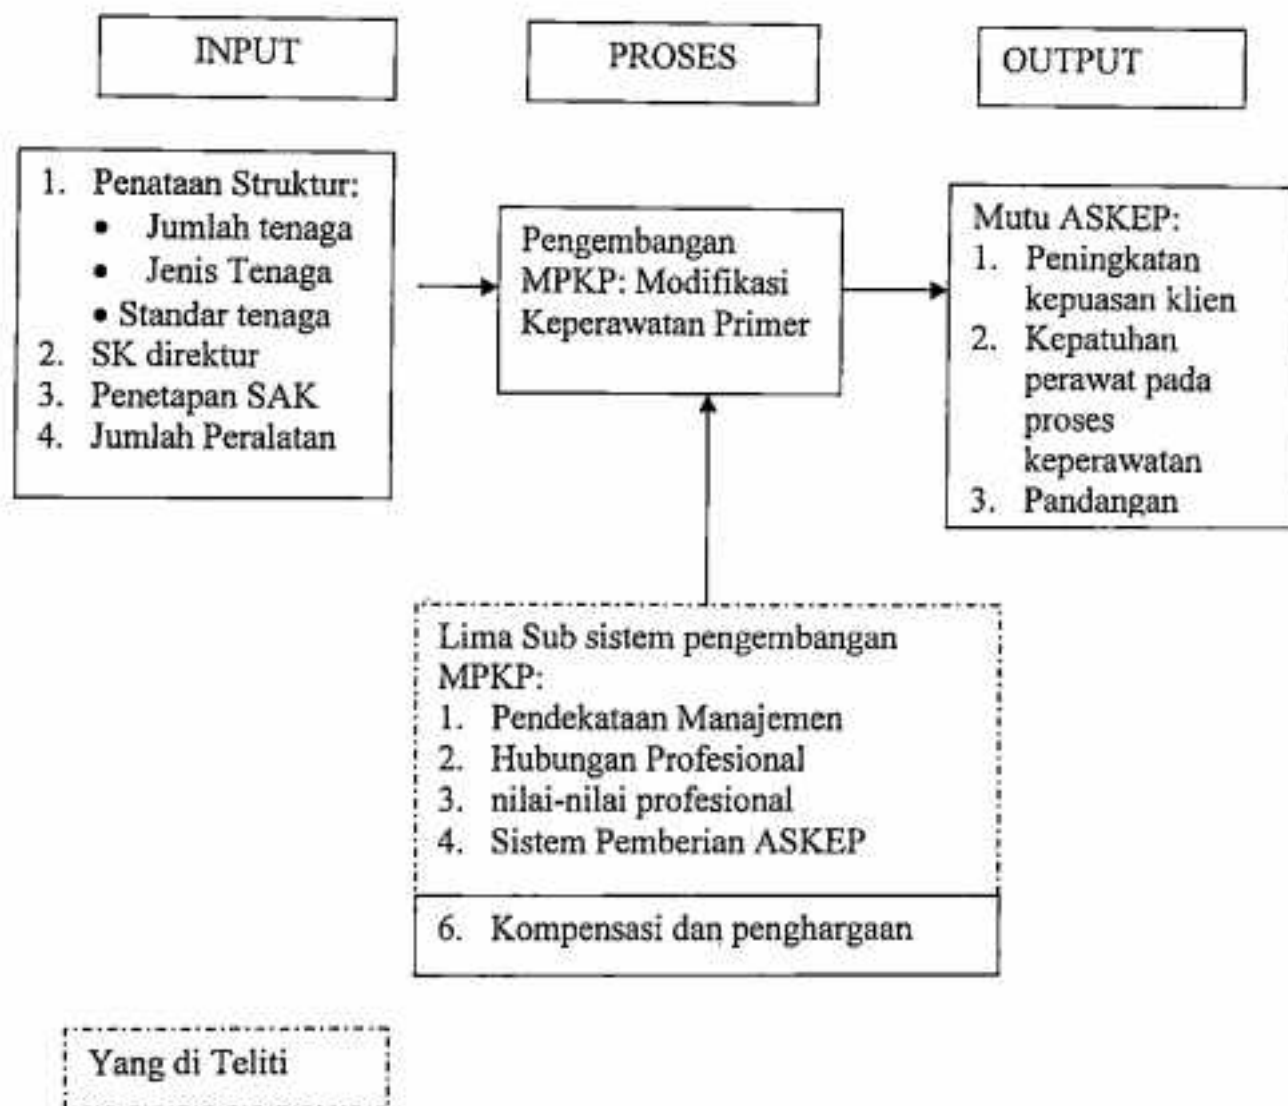 INPUT
PROSES
OUTPUT
1. Penataan Struktur:
• Jumlah tenaga
• Jenis Tenaga
• Standar tenaga
2. SK direktur
3. Penetapan SAK
4. Jumlah Peralatan
Pengembangan
MPKP: Modifikasi
Keperawatan Primer
Mutu ASKEP:
1. Peningkatan
kepuasan klien
2. Kepatuhan
perawat pada
proses
keperawatan
3. Pandangan
Lima Sub sistem pengembangan
MPKP:
1. Pendekataan Manajemen
2. Hubungan Profesional
3. nilai-nilai profesional
4. Sistem Pemberian ASKEP
6. Kompensasi dan penghargaan
Yang di Teliti